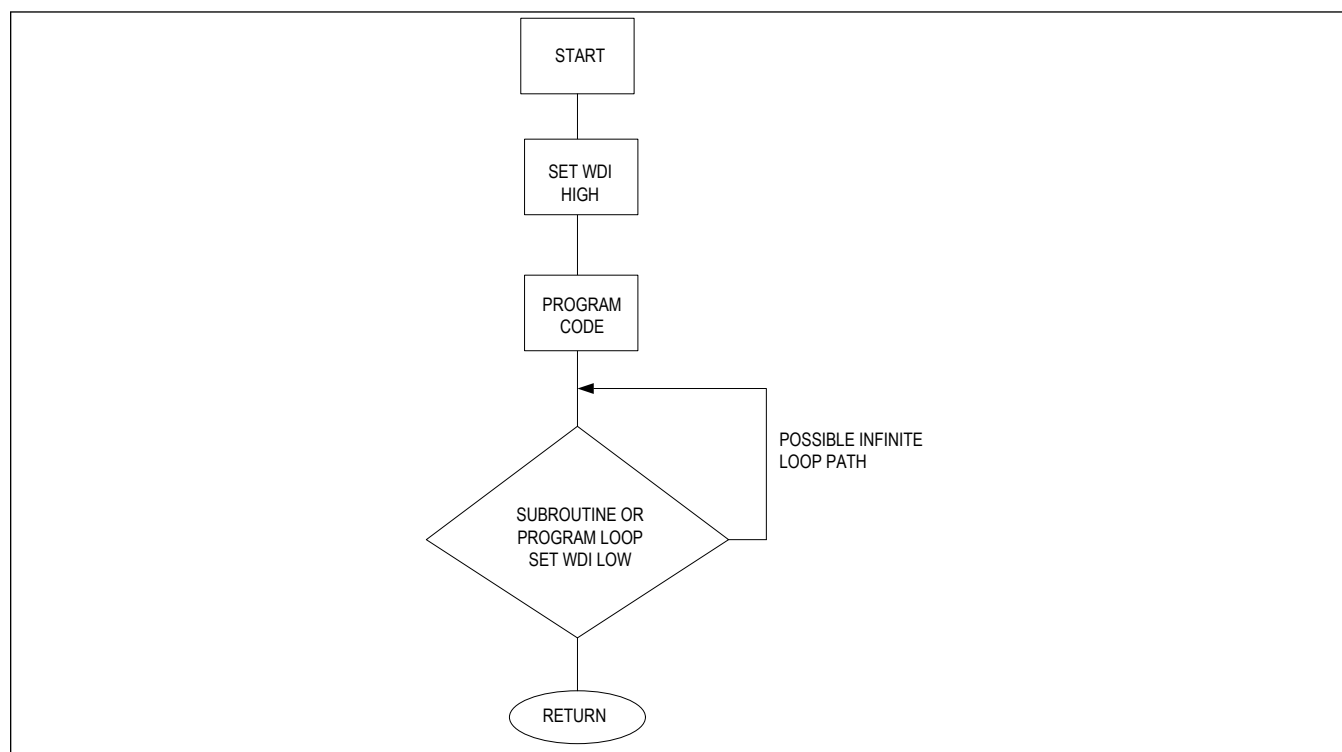 START
SET WDI
HIGH
PROGRAM
CODE
POSSIBLE INFINITE
LOOP PATH
SUBROUTINE OR
PROGRAM LOOP
SET WDI LOW
RETURN